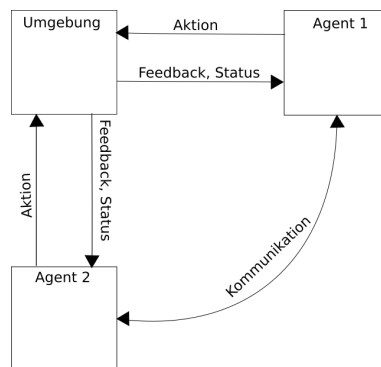 Umgebung
Aktion
Agent 1
Feedback, Status
Feedback, Status
Aktion
Kommunikation
Agent 2